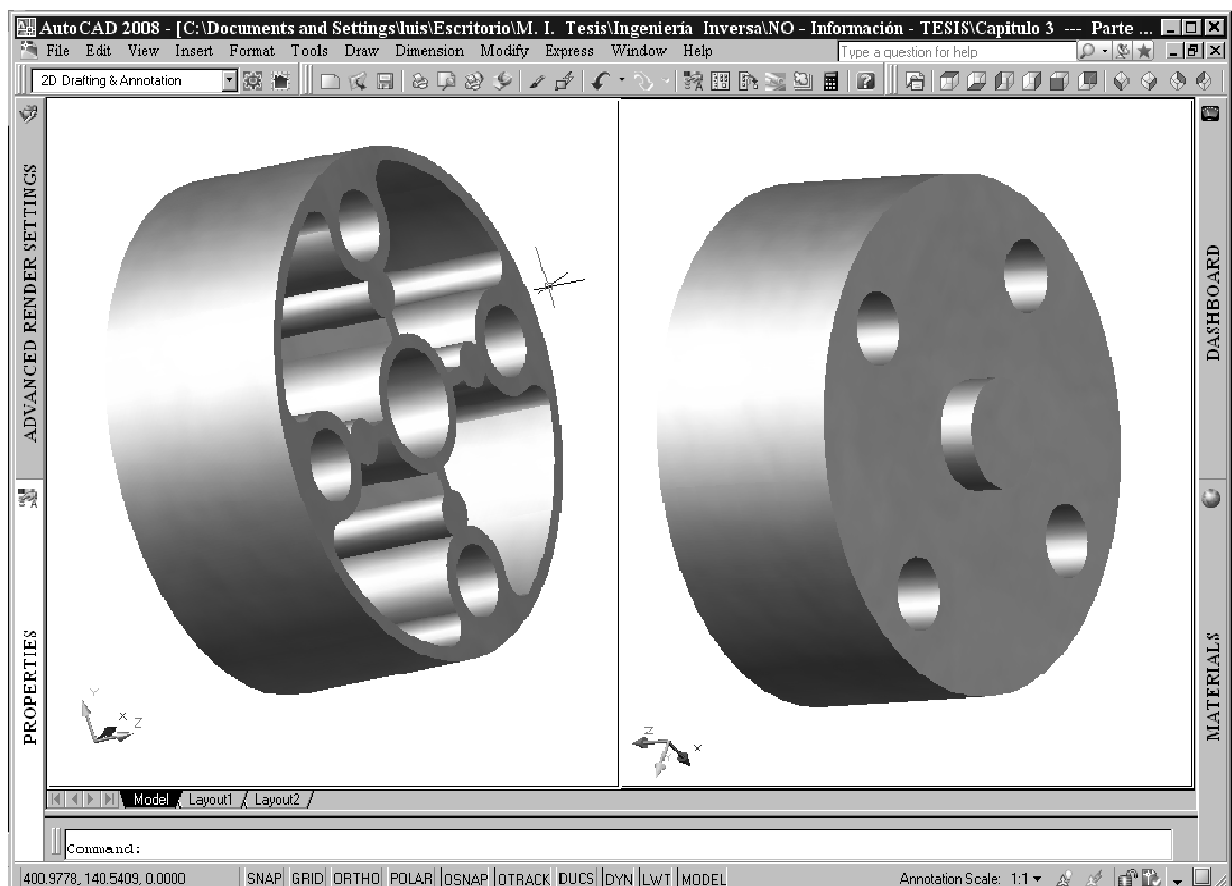 AutoCAD 2008 - [C:\Documents and Settings\luis\Escritorio\M. I. Tesis\Ingeniería Inversa\NO - Información - TESIS\Capitulo 3 --- Parte ...
File Edit View Insert Format Tools Draw Dimension Modify Express Window Help
Type a question for help
2D Drafting & Annotation
ADVANCED RENDER SETTINGS
PROPERTIES
DASHBOARD
MATERIALS
Y
X
Z
Z
X
Y
Model Layout1 Layout2
Command:
400.9778, 140.5409, 0.0000
SNAP GRID ORTHO POLAR OSNAP OTRACK DUCS DYN LWT MODEL
Annotation Scale: 1:1